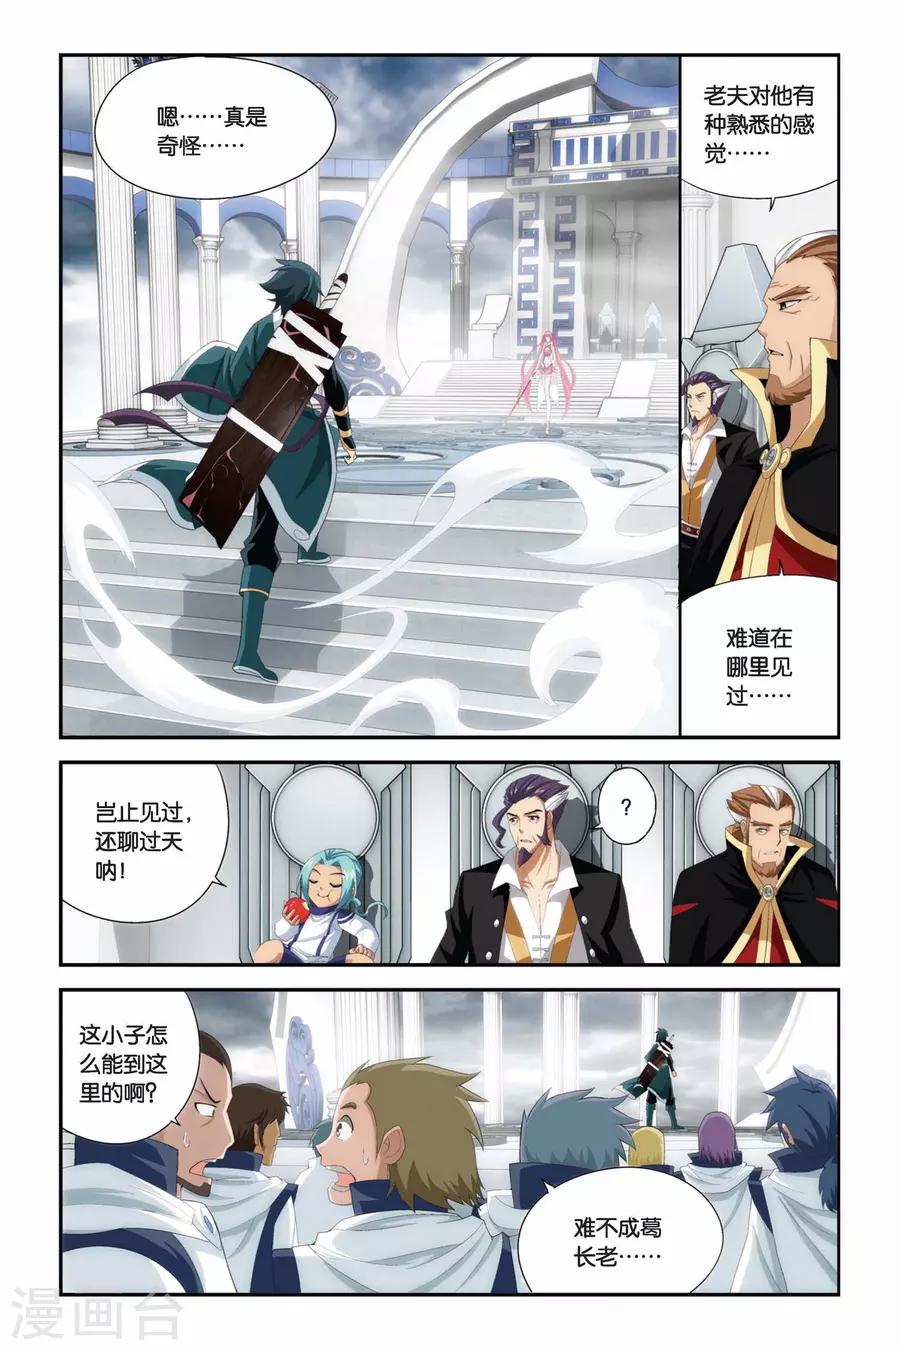 嗯……真是
奇怪……
老夫对他有
种熟悉的感
觉……
难道在
哪里见
过……
岂止见过，
还聊过天
呐！
？
这小子怎
么能到这
里的啊？
难不成葛
长老……
漫画台